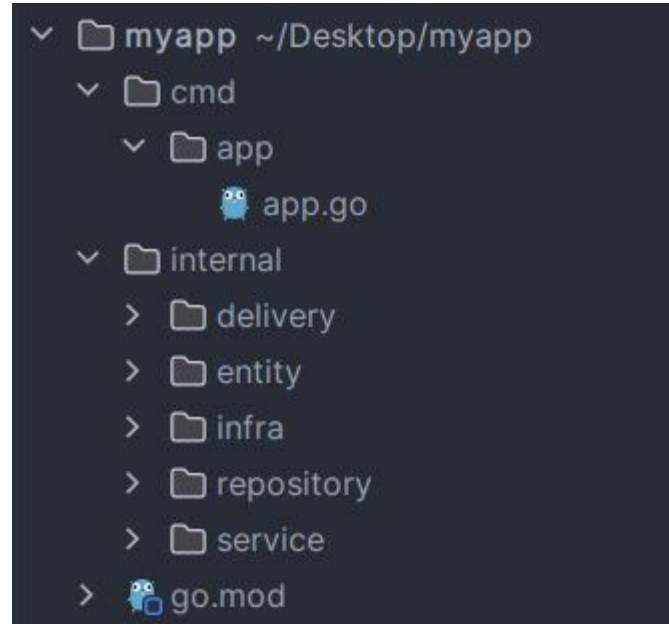 myapp ~/Desktop/myapp
cmd
app
app.go
internal
delivery
entity
infra
repository
service
go.mod